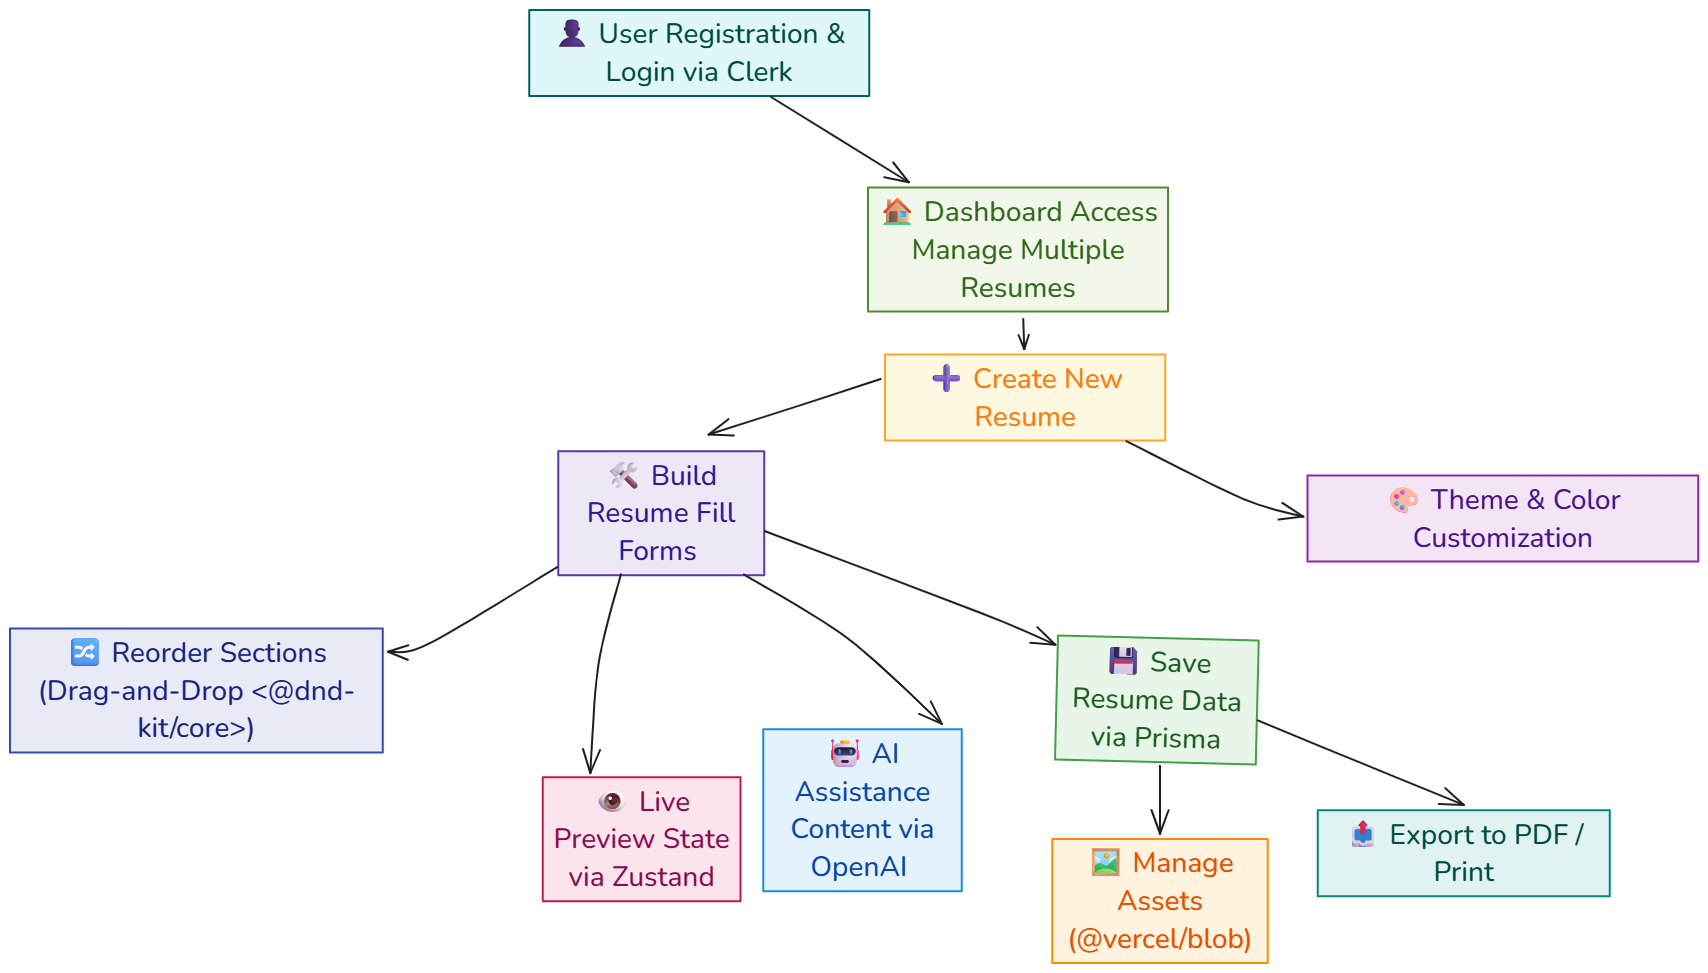 User Registration &
Login via Clerk
Dashboard Access
Manage Multiple
Resumes
Create New
Resume
Build
Resume Fill
Forms
Theme & Color
Customization
Reorder Sections
(Drag-and-Drop <@dnd-
kit/core>)
Live
Preview State
via Zustand
AI
Assistance
Content via
OpenAI
Save
Resume Data
via Prisma
Manage
Assets
(@vercel/blob)
Export to PDF /
Print